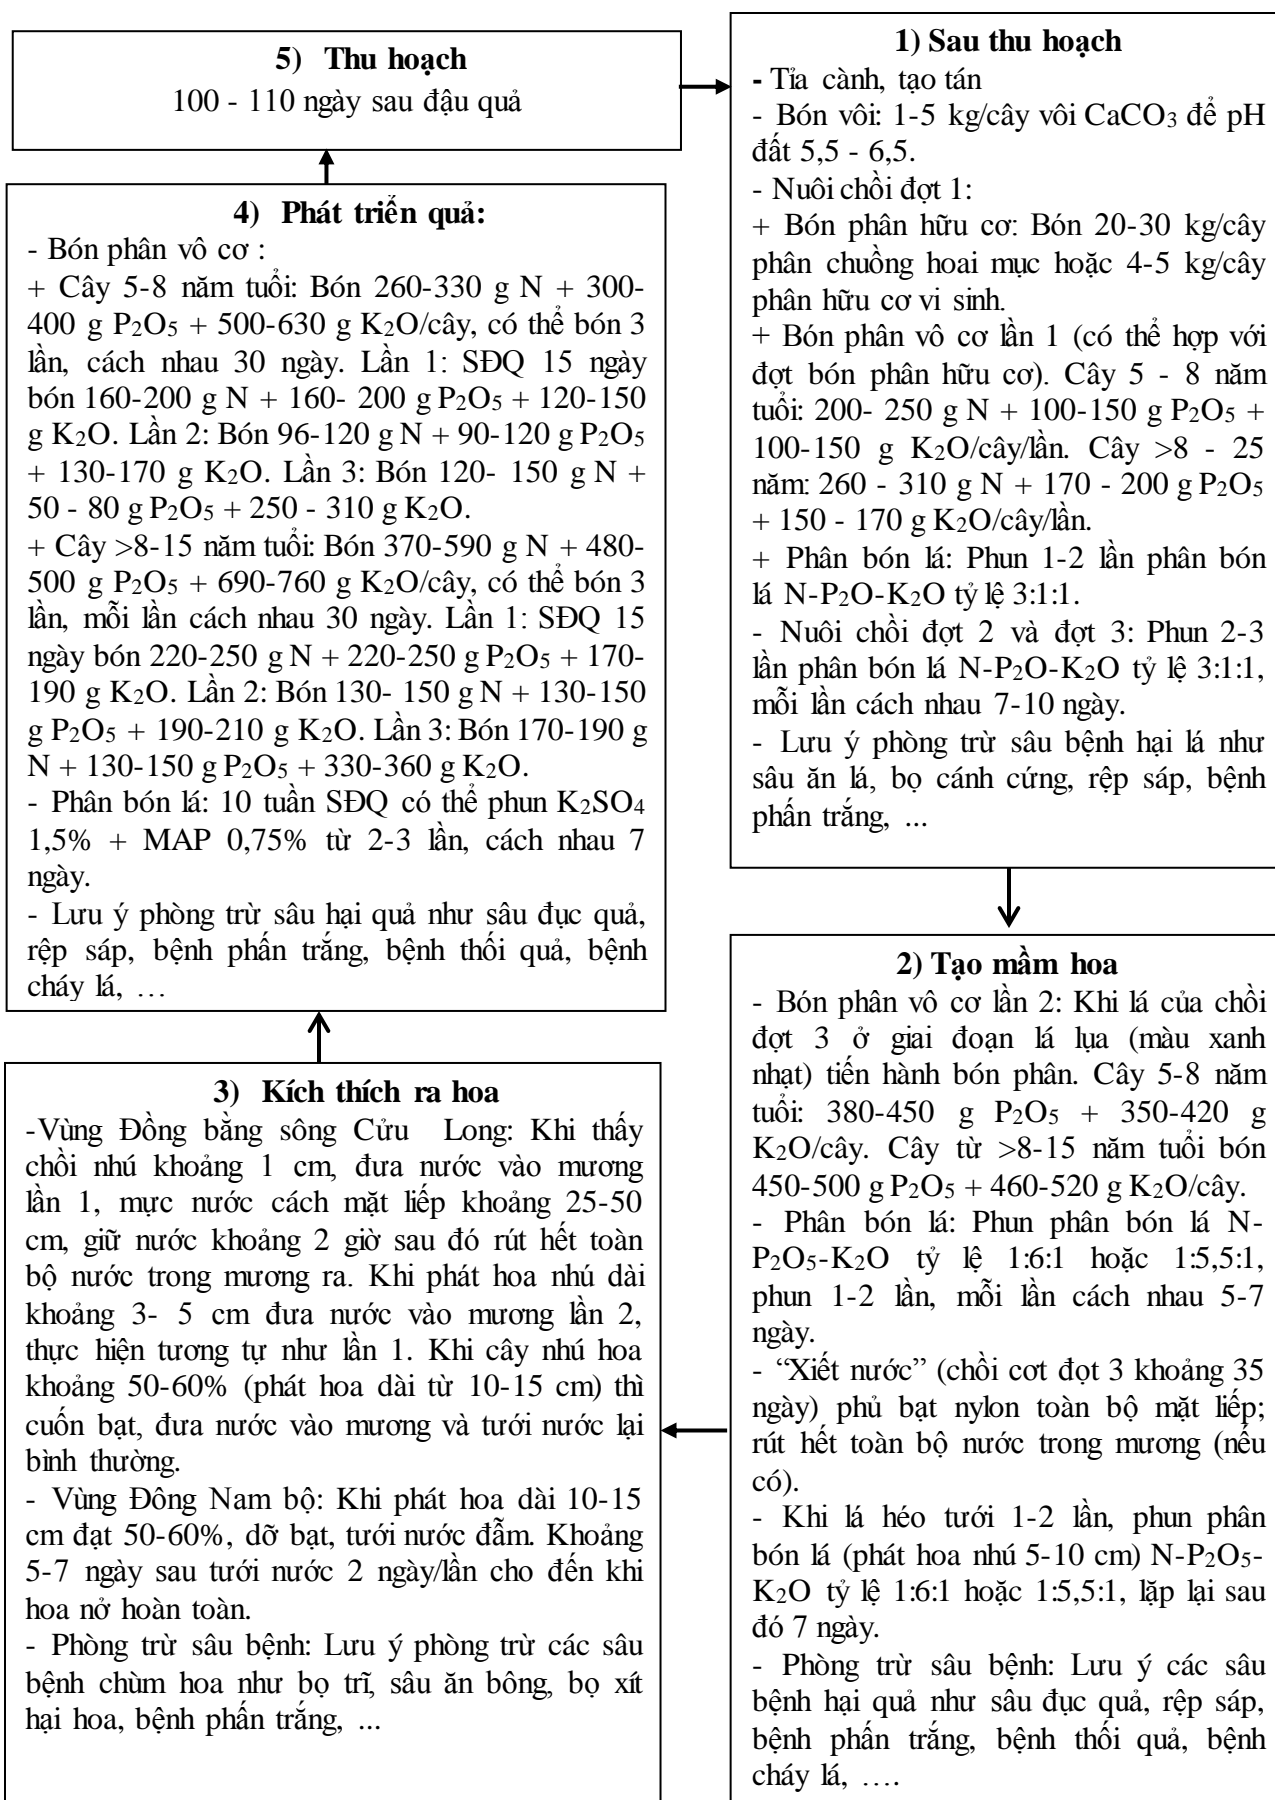 5) Thu hoạch
100 - 110 ngày sau đậu quả
1) Sau thu hoạch
- Tỉa cành, tạo tán
- Bón vôi: 1-5 kg/cây vôi CaCO₃ để pH
đất 5,5 - 6,5.
- Nuôi chồi đợt 1:
+ Bón phân hữu cơ: Bón 20-30 kg/cây
phân chuồng hoai mục hoặc 4-5 kg/cây
phân hữu cơ vi sinh.
+ Bón phân vô cơ lần 1 (có thể hợp với
đợt bón phân hữu cơ). Cây 5 - 8 năm
tuổi: 200- 250 g N + 100-150 g P₂O₅ +
100-150 g K₂O/cây/lần. Cây >8 - 25
năm: 260 - 310 g N + 170 - 200 g P₂O₅
+ 150 - 170 g K₂O/cây/lần.
+ Phân bón lá: Phun 1-2 lần phân bón
lá N-P₂O-K₂O tỷ lệ 3:1:1.
- Nuôi chồi đợt 2 và đợt 3: Phun 2-3
lần phân bón lá N-P₂O-K₂O tỷ lệ 3:1:1,
mỗi lần cách nhau 7-10 ngày.
- Lưu ý phòng trừ sâu bệnh hại lá như
sâu ăn lá, bọ cánh cứng, rệp sáp, bệnh
phấn trắng, ...
2) Tạo mầm hoa
- Bón phân vô cơ lần 2: Khi lá của chồi
đợt 3 ở giai đoạn lá lụa (màu xanh
nhạt) tiến hành bón phân. Cây 5-8 năm
tuổi: 380-450 g P₂O₅ + 350-420 g
K₂O/cây. Cây từ >8-15 năm tuổi bón
450-500 g P₂O₅ + 460-520 g K₂O/cây.
- Phân bón lá: Phun phân bón lá N-
P₂O₅-K₂O tỷ lệ 1:6:1 hoặc 1:5,5:1,
phun 1-2 lần, mỗi lần cách nhau 5-7
ngày.
- “Xiết nước” (chồi cơt đọt 3 khoảng 35
ngày) phủ bạt nylon toàn bộ mặt liếp;
rút hết toàn bộ nước trong mương (nếu
có).
- Khi lá héo tưới 1-2 lần, phun phân
bón lá (phát hoa nhú 5-10 cm) N-P₂O₅-
K₂O tỷ lệ 1:6:1 hoặc 1:5,5:1, lặp lại sau
đó 7 ngày.
- Phòng trừ sâu bệnh: Lưu ý các sâu
bệnh hại quả như sâu đục quả, rệp sáp,
bệnh phấn trắng, bệnh thối quả, bệnh
cháy lá, ….
3) Kích thích ra hoa
-Vùng Đồng bằng sông Cửu Long: Khi thấy
chồi nhú khoảng 1 cm, đưa nước vào mương
lần 1, mực nước cách mặt liếp khoảng 25-50
cm, giữ nước khoảng 2 giờ sau đó rút hết toàn
bộ nước trong mương ra. Khi phát hoa nhú dài
khoảng 3- 5 cm đưa nước vào mương lần 2,
thực hiện tương tự như lần 1. Khi cây nhú hoa
khoảng 50-60% (phát hoa dài từ 10-15 cm) thì
cuốn bạt, đưa nước vào mương và tưới nước lại
bình thường.
- Vùng Đông Nam bộ: Khi phát hoa dài 10-15
cm đạt 50-60%, dỡ bạt, tưới nước đẫm. Khoảng
5-7 ngày sau tưới nước 2 ngày/lần cho đến khi
hoa nở hoàn toàn.
- Phòng trừ sâu bệnh: Lưu ý phòng trừ các sâu
bệnh chùm hoa như bọ trĩ, sâu ăn bông, bọ xít
hại hoa, bệnh phấn trắng, ...
4) Phát triển quả:
- Bón phân vô cơ :
+ Cây 5-8 năm tuổi: Bón 260-330 g N + 300-
400 g P₂O₅ + 500-630 g K₂O/cây, có thể bón 3
lần, cách nhau 30 ngày. Lần 1: SĐQ 15 ngày
bón 160-200 g N + 160- 200 g P₂O₅ + 120-150
g K₂O. Lần 2: Bón 96-120 g N + 90-120 g P₂O₅
+ 130-170 g K₂O. Lần 3: Bón 120- 150 g N +
50 - 80 g P₂O₅ + 250 - 310 g K₂O.
+ Cây >8-15 năm tuổi: Bón 370-590 g N + 480-
500 g P₂O₅ + 690-760 g K₂O/cây, có thể bón 3
lần, mỗi lần cách nhau 30 ngày. Lần 1: SĐQ 15
ngày bón 220-250 g N + 220-250 g P₂O₅ + 170-
190 g K₂O. Lần 2: Bón 130- 150 g N + 130-150
g P₂O₅ + 190-210 g K₂O. Lần 3: Bón 170-190 g
N + 130-150 g P₂O₅ + 330-360 g K₂O.
- Phân bón lá: 10 tuần SĐQ có thể phun K₂SO₄
1,5% + MAP 0,75% từ 2-3 lần, cách nhau 7
ngày.
- Lưu ý phòng trừ sâu hại quả như sâu đục quả,
rệp sáp, bệnh phấn trắng, bệnh thối quả, bệnh
cháy lá, …